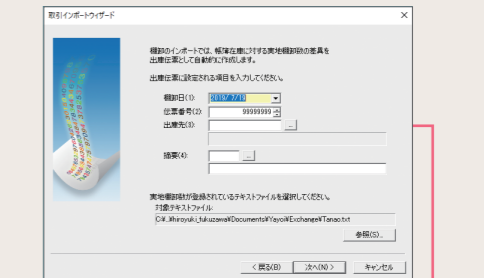 取引インポートウィザード
棚卸のインポートでは、帳簿在庫に対する実地棚卸数の差異を
出庫伝票として自動的に作成します。
出庫伝票に設定される項目を入力してください。
棚卸日(1):
2019/ 7/19
伝票番号(2):
99999999
出庫先(3):
...
摘要(4):
...
実地棚卸数が登録されているテキストファイルを選択してください。
対象テキストファイル:
C:¥..¥hiroyuki_fukuzawa¥Documents¥Yayoi¥Exchange¥Tanao.txt
参照(S)...
< 戻る(B)
次へ(N) >
キャンセル